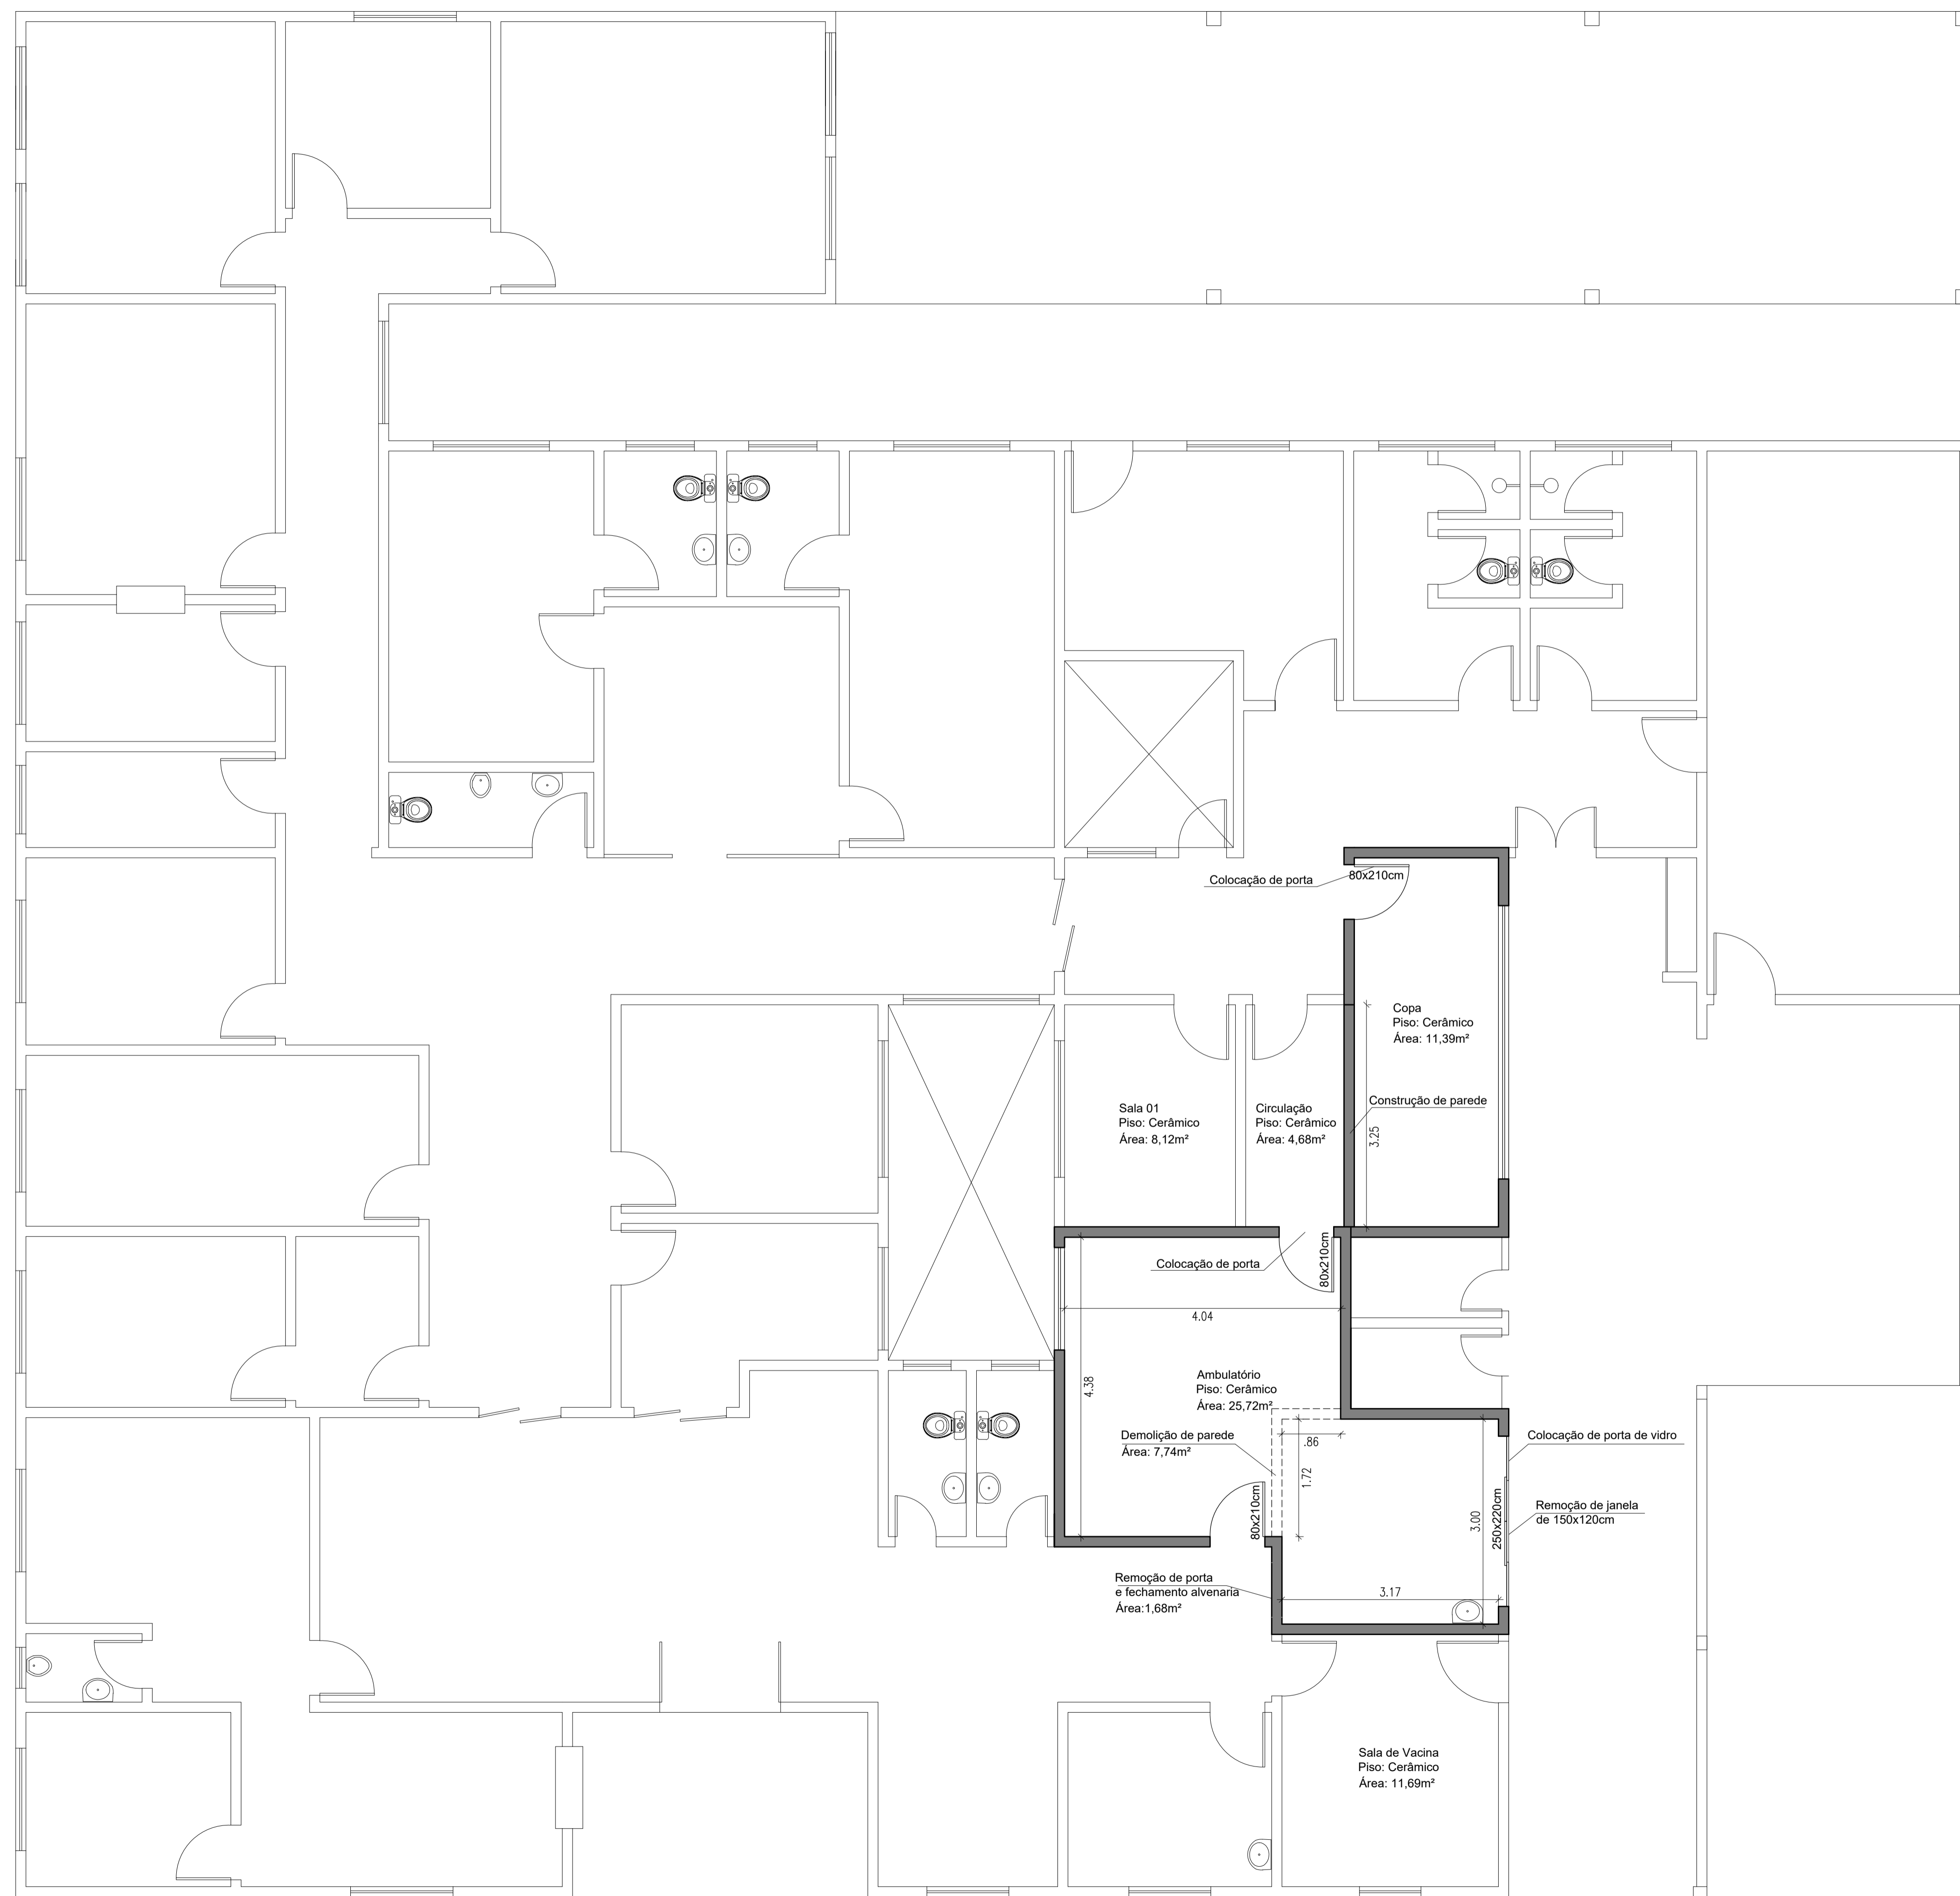 Colocação de porta
80x210cm
Copa
Piso: Cerâmico
Área: 11,39m²
Construção de parede
3.25
Sala 01
Piso: Cerâmico
Área: 8,12m²
Circulação
Piso: Cerâmico
Área: 4,68m²
Colocação de porta
80x210cm
4.04
4.38
Ambulatório
Piso: Cerâmico
Área: 25,72m²
Demolição de parede
Área: 7,74m²
.86
1.72
80x210cm
3.00
250x220cm
Colocação de porta de vidro
Remoção de janela
de 150x120cm
Remoção de porta
e fechamento alvenaria
Área:1,68m²
3.17
Sala de Vacina
Piso: Cerâmico
Área: 11,69m²